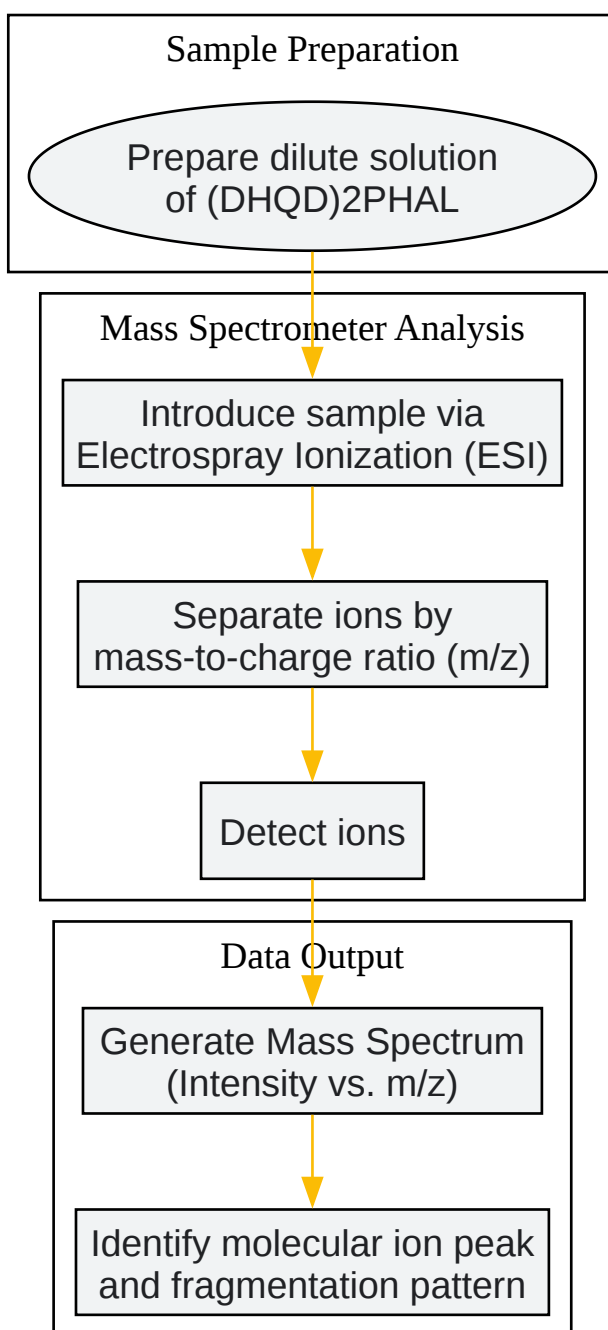 Sample Preparation
Prepare dilute solution
of (DHQD)2PHAL
Mass Spectrometer Analysis
Introduce sample via
Electrospray Ionization (ESI)
Separate ions by
mass-to-charge ratio (m/z)
Detect ions
Data Output
Generate Mass Spectrum
(Intensity vs. m/z)
Identify molecular ion peak
and fragmentation pattern